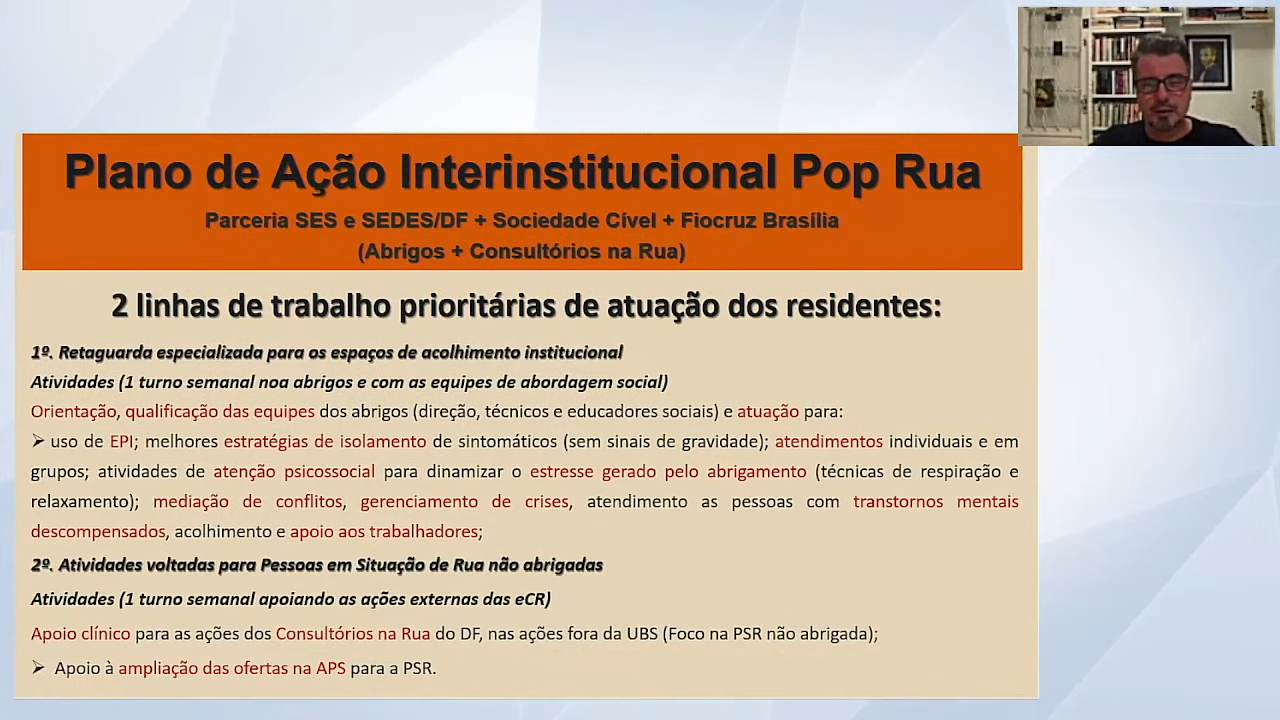 Plano de Ação Interinstitucional Pop Rua
Parceria SES e SEDES/DF + Sociedade Cível + Fiocruz Brasília
(Abrigos + Consultórios na Rua)
2 linhas de trabalho prioritárias de atuação dos residentes:
1º. Retaguarda especializada para os espaços de acolhimento institucional
Atividades (1 turno semanal noa abrigos e com as equipes de abordagem social)
Orientação, qualificação das equipes dos abrigos (direção, técnicos e educadores sociais) e atuação para:
➢ uso de EPI; melhores estratégias de isolamento de sintomáticos (sem sinais de gravidade); atendimentos individuais e em
grupos; atividades de atenção psicossocial para dinamizar o estresse gerado pelo abrigamento (técnicas de respiração e
relaxamento); mediação de conflitos, gerenciamento de crises, atendimento as pessoas com transtornos mentais
descompensados, acolhimento e apoio aos trabalhadores;
2º. Atividades voltadas para Pessoas em Situação de Rua não abrigadas
Atividades (1 turno semanal apoiando as ações externas das eCR)
Apoio clínico para as ações dos Consultórios na Rua do DF, nas ações fora da UBS (Foco na PSR não abrigada);
➢ Apoio à ampliação das ofertas na APS para a PSR.